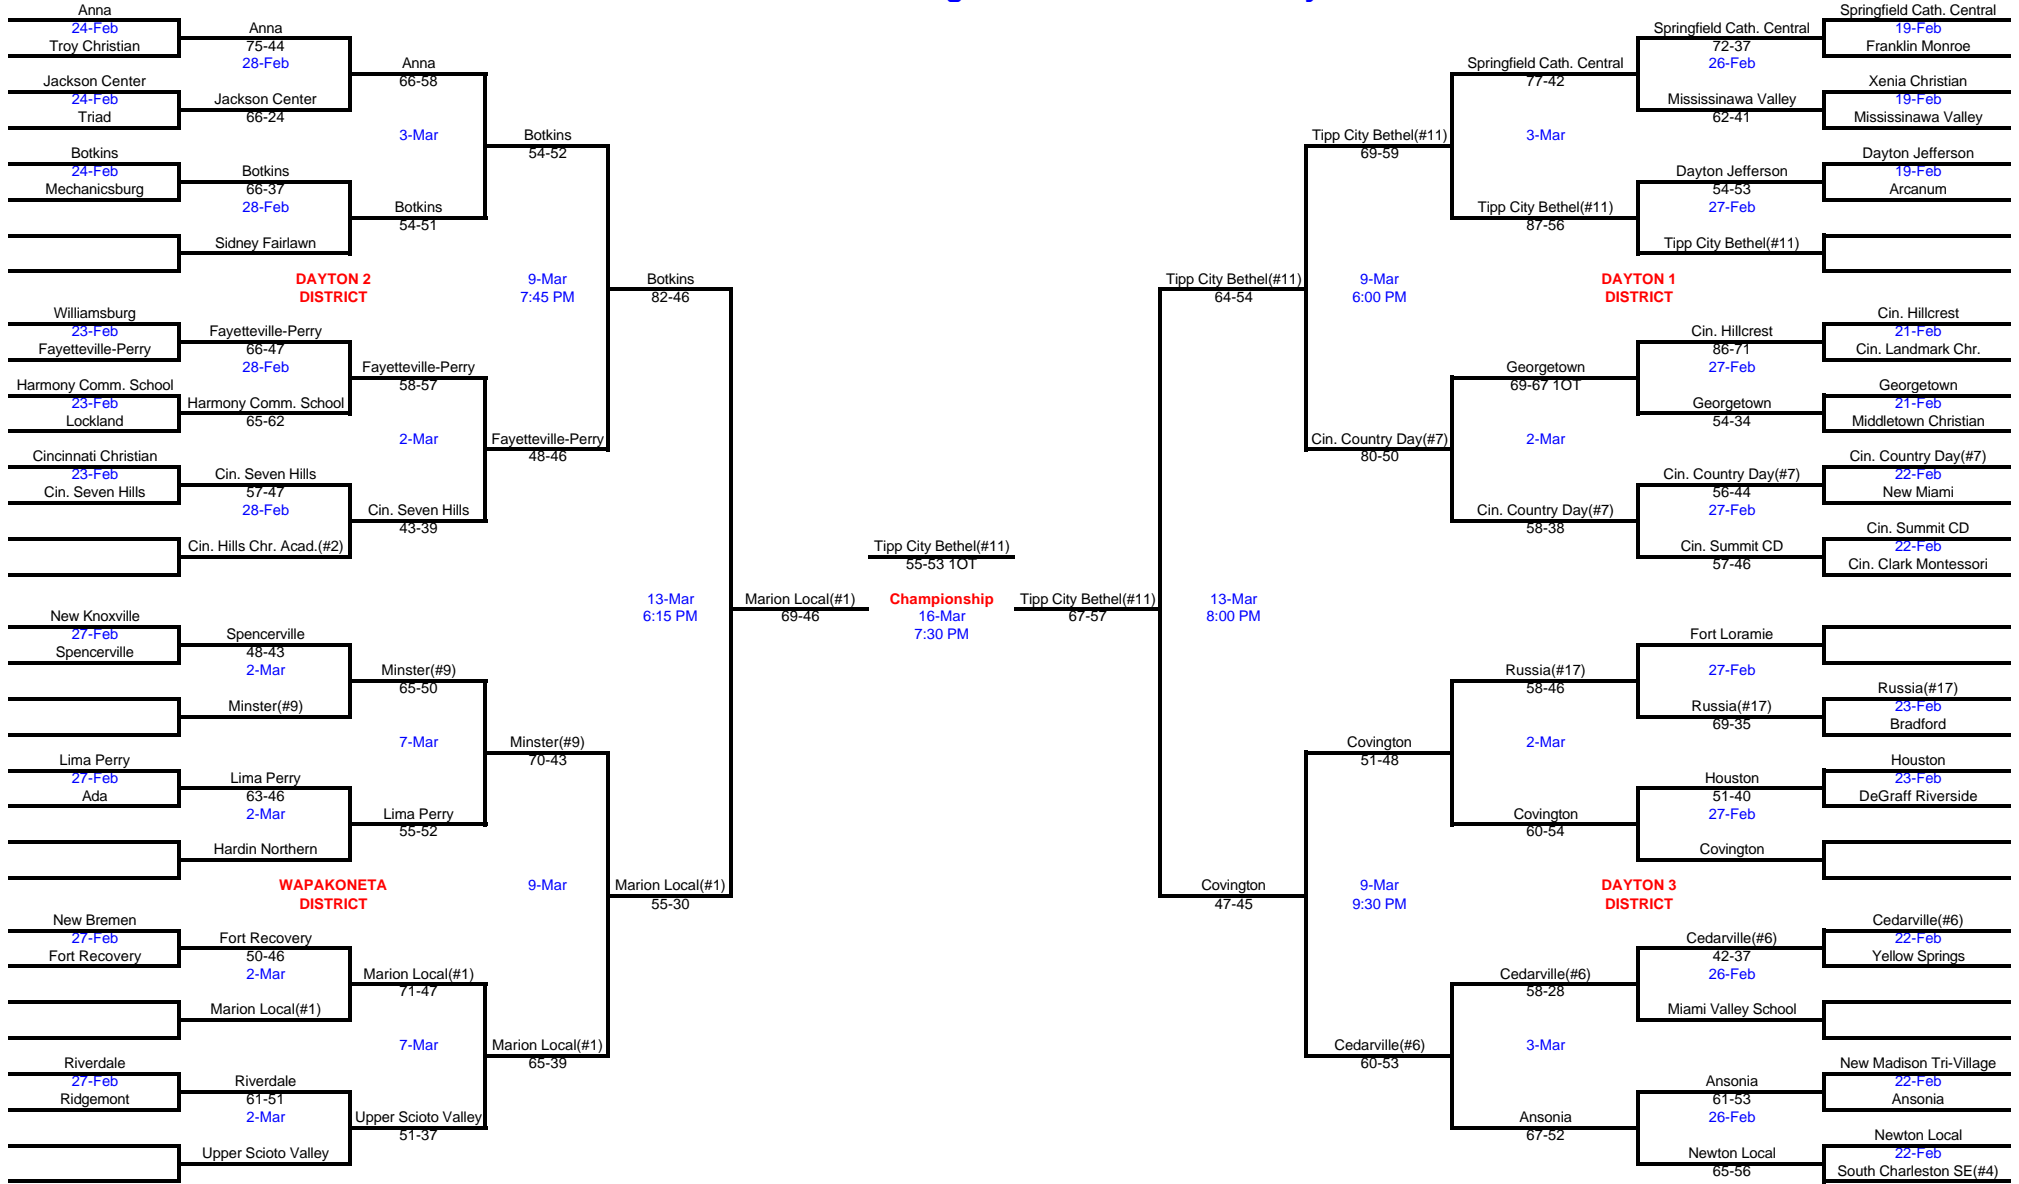 Anna
24-Feb
Troy Christian
Jackson Center
24-Feb
Triad
Botkins
24-Feb
Mechanicsburg
Williamsburg
23-Feb
Fayetteville-Perry
Harmony Comm. School
23-Feb
Lockland
Cincinnati Christian
23-Feb
Cin. Seven Hills
New Knoxville
27-Feb
Spencerville
Lima Perry
27-Feb
Ada
New Bremen
27-Feb
Fort Recovery
Riverdale
27-Feb
Ridgemont
Anna
75-44
28-Feb
Jackson Center
66-24
Botkins
66-37
28-Feb
Sidney Fairlawn
DAYTON 2
DISTRICT
Fayetteville-Perry
66-47
28-Feb
Harmony Comm. School
65-62
Cin. Seven Hills
57-47
28-Feb
Cin. Hills Chr. Acad.(#2)
Spencerville
48-43
2-Mar
Minster(#9)
Lima Perry
63-46
2-Mar
Hardin Northern
WAPAKONETA
DISTRICT
Fort Recovery
50-46
2-Mar
Marion Local(#1)
Riverdale
61-51
2-Mar
Upper Scioto Valley
Anna
66-58
3-Mar
Botkins
54-51
Fayetteville-Perry
58-57
2-Mar
Cin. Seven Hills
43-39
Minster(#9)
65-50
7-Mar
Lima Perry
55-52
Marion Local(#1)
71-47
7-Mar
Upper Scioto Valley
51-37
Botkins
54-52
9-Mar
7:45 PM
Fayetteville-Perry
48-46
Minster(#9)
70-43
9-Mar
Marion Local(#1)
65-39
Botkins
82-46
13-Mar
6:15 PM
Marion Local(#1)
55-30
Marion Local(#1)
69-46
Tipp City Bethel(#11)
55-53 1OT
Championship
16-Mar
7:30 PM
Tipp City Bethel(#11)
67-57
Tipp City Bethel(#11)
64-54
13-Mar
8:00 PM
Covington
47-45
Tipp City Bethel(#11)
69-59
9-Mar
6:00 PM
Cin. Country Day(#7)
80-50
Covington
51-48
9-Mar
9:30 PM
Cedarville(#6)
60-53
Springfield Cath. Central
77-42
3-Mar
Tipp City Bethel(#11)
87-56
Georgetown
69-67 1OT
2-Mar
Cin. Country Day(#7)
58-38
Russia(#17)
58-46
2-Mar
Covington
60-54
Cedarville(#6)
58-28
3-Mar
Ansonia
67-52
Springfield Cath. Central
72-37
26-Feb
Mississinawa Valley
62-41
Dayton Jefferson
54-53
27-Feb
Tipp City Bethel(#11)
DAYTON 1
DISTRICT
Cin. Hillcrest
86-71
27-Feb
Georgetown
54-34
Cin. Country Day(#7)
56-44
27-Feb
Cin. Summit CD
57-46
Fort Loramie
27-Feb
Russia(#17)
69-35
Houston
51-40
27-Feb
Covington
DAYTON 3
DISTRICT
Cedarville(#6)
42-37
26-Feb
Miami Valley School
Ansonia
61-53
26-Feb
Newton Local
65-56
Springfield Cath. Central
19-Feb
Franklin Monroe
Xenia Christian
19-Feb
Mississinawa Valley
Dayton Jefferson
19-Feb
Arcanum
Cin. Hillcrest
21-Feb
Cin. Landmark Chr.
Georgetown
21-Feb
Middletown Christian
Cin. Country Day(#7)
22-Feb
New Miami
Cin. Summit CD
22-Feb
Cin. Clark Montessori
Russia(#17)
23-Feb
Bradford
Houston
23-Feb
DeGraff Riverside
Cedarville(#6)
22-Feb
Yellow Springs
New Madison Tri-Village
22-Feb
Ansonia
Newton Local
22-Feb
South Charleston SE(#4)